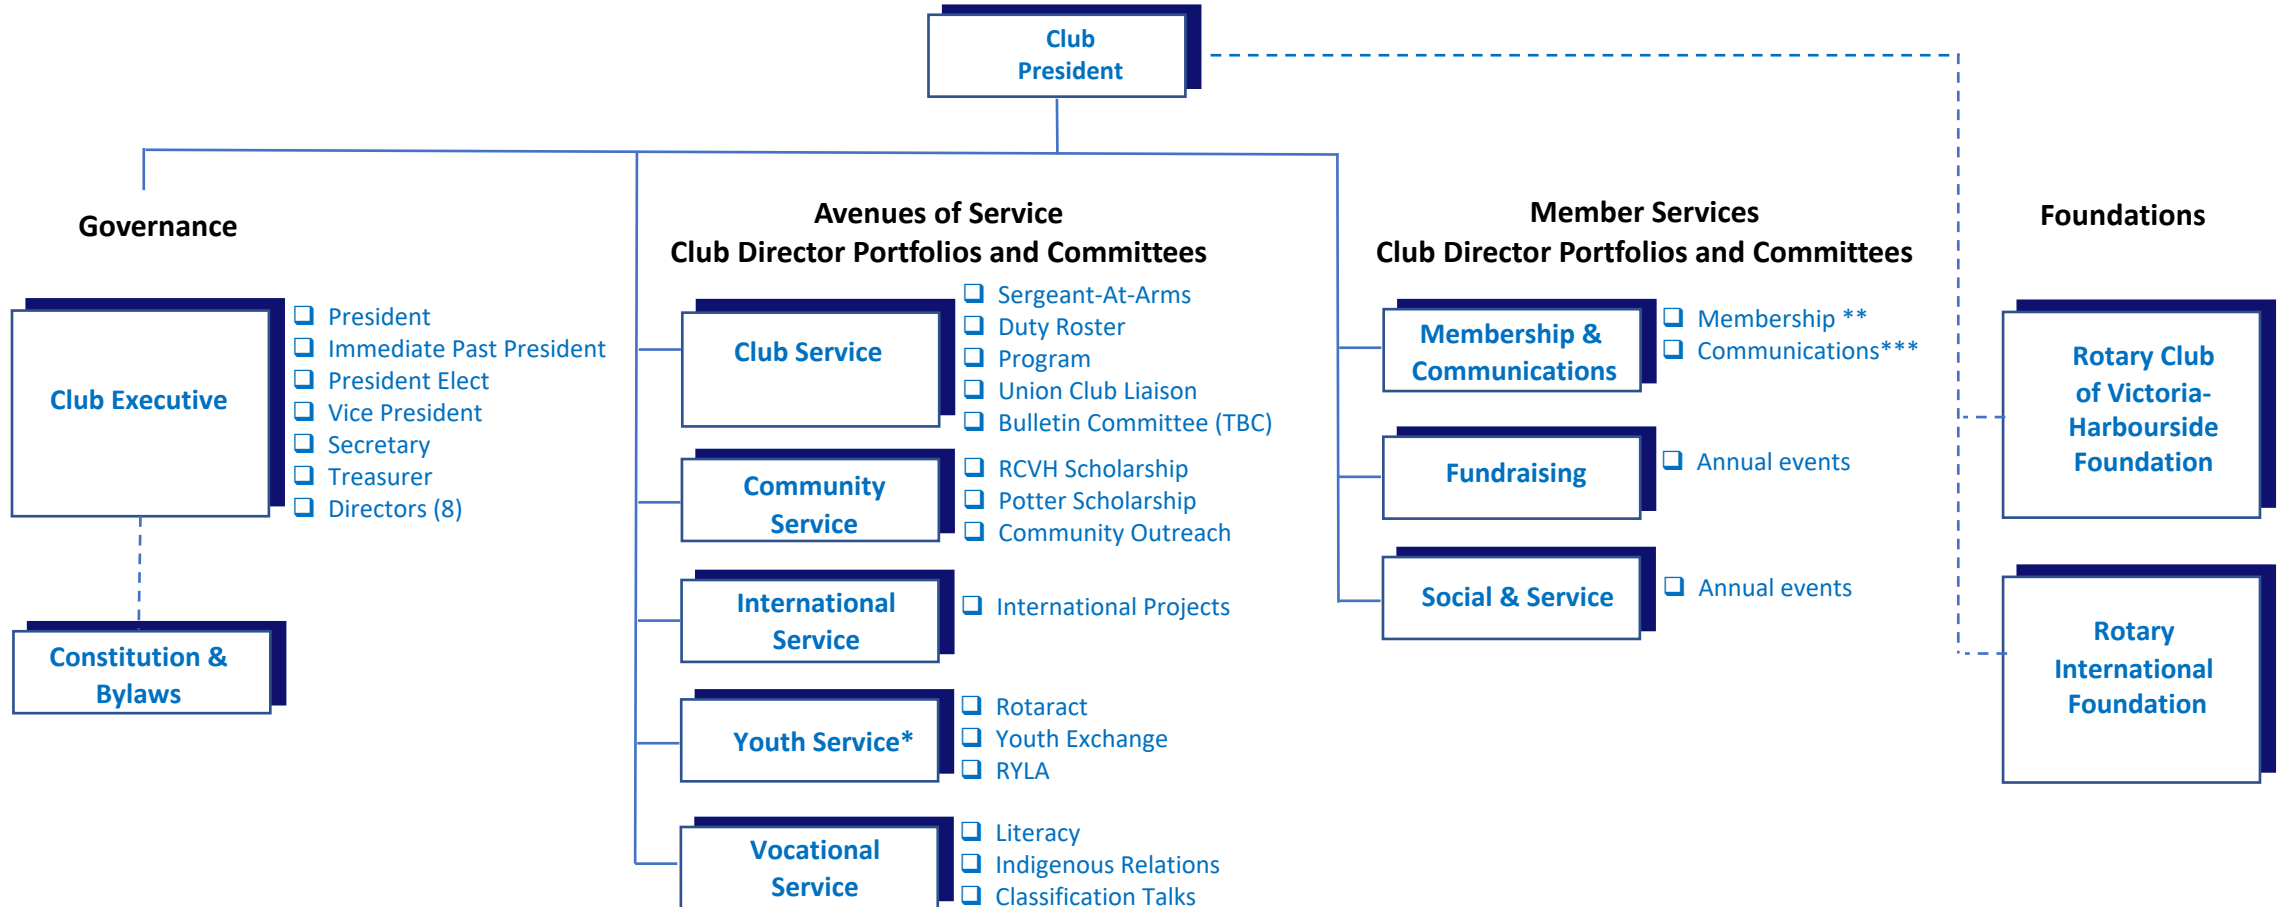 Club
President
Governance
Club Executive
❑ President
❑ Immediate Past President
❑ President Elect
❑ Vice President
❑ Secretary
❑ Treasurer
❑ Directors (8)
Constitution &
Bylaws
Avenues of Service
Club Director Portfolios and Committees
Club Service
❑ Sergeant-At-Arms
❑ Duty Roster
❑ Program
❑ Union Club Liaison
❑ Bulletin Committee (TBC)
Community
Service
❑ RCVH Scholarship
❑ Potter Scholarship
❑ Community Outreach
International
Service
❑ International Projects
Youth Service*
❑ Rotaract
❑ Youth Exchange
❑ RYLA
Vocational
Service
❑ Literacy
❑ Indigenous Relations
❑ Classification Talks
Member Services
Club Director Portfolios and Committees
Membership &
Communications
❑ Membership **
❑ Communications***
Fundraising
❑ Annual events
Social & Service
❑ Annual events
Foundations
Rotary Club
of Victoria-
Harbourside
Foundation
Rotary
International
Foundation